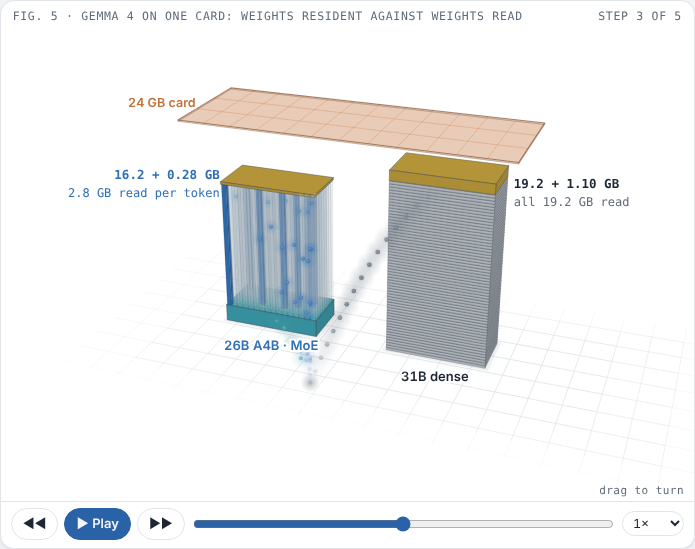 FIG. 5 · GEMMA 4 ON ONE CARD: WEIGHTS RESIDENT AGAINST WEIGHTS READ
STEP 3 OF 5
24 GB card
16.2 + 0.28 GB
2.8 GB read per token
19.2 + 1.10 GB
all 19.2 GB read
26B A4B · MoE
31B dense
drag to turn
Play
1×